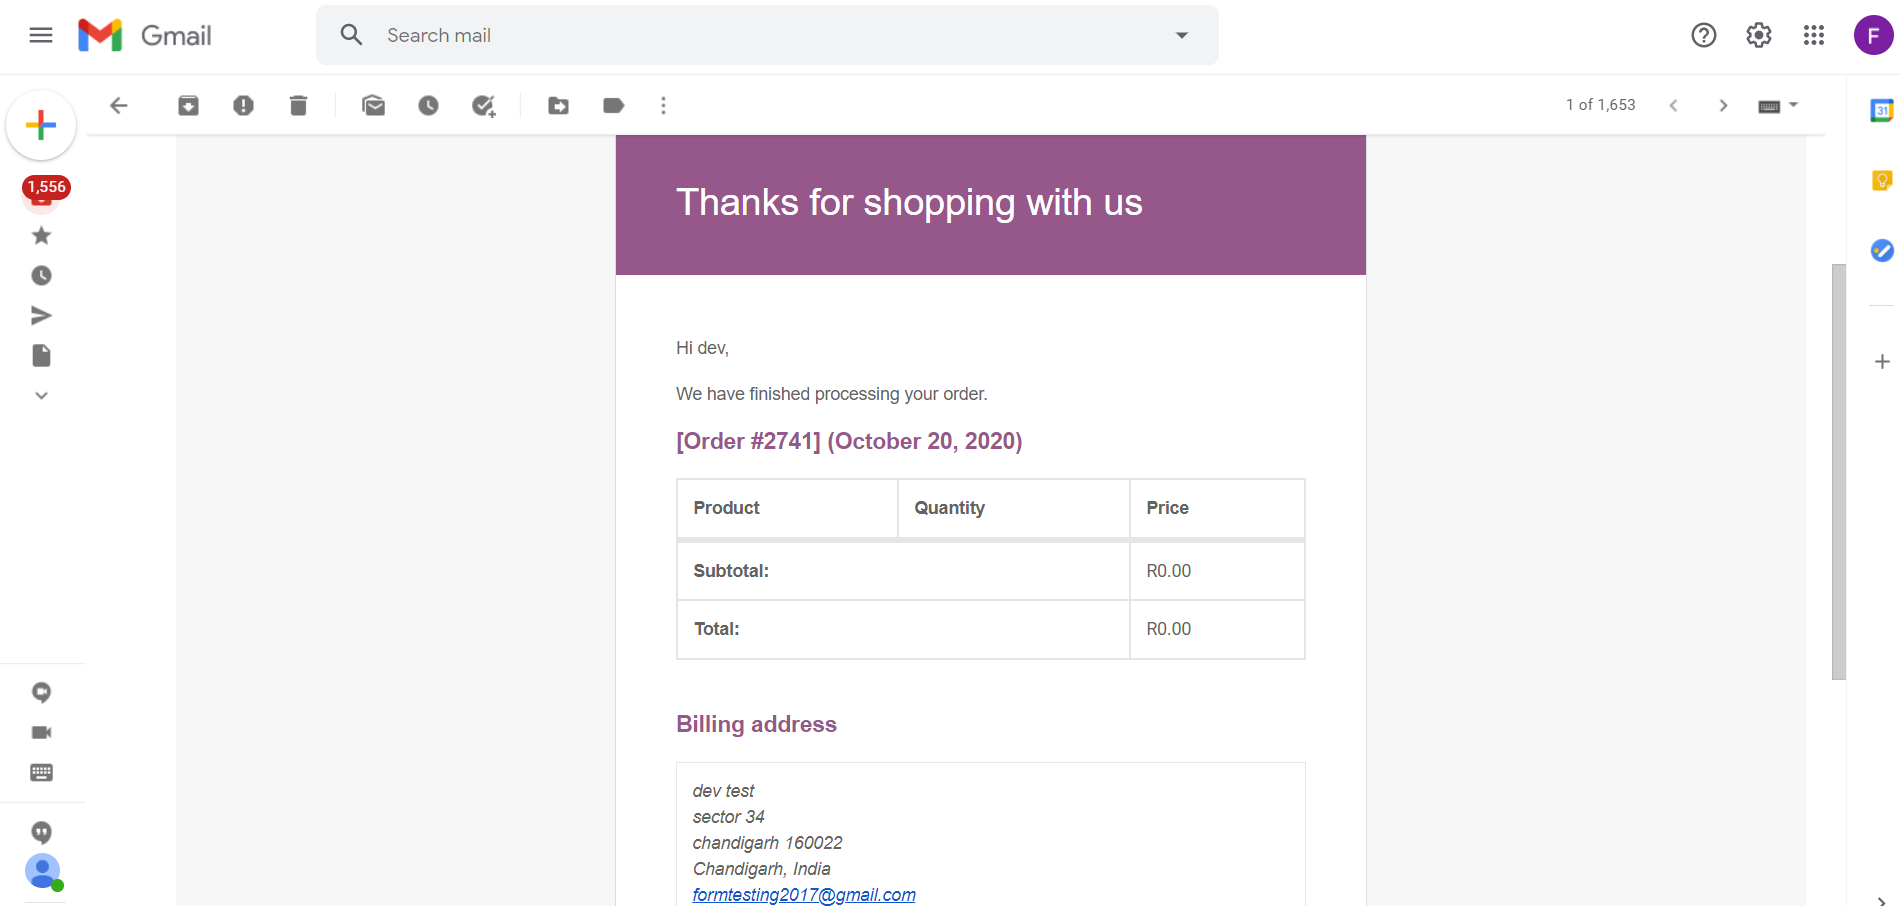 Gmail
Search mail
F
1 of 1,653
31
1,556
Thanks for shopping with us
Hi dev,
We have finished processing your order.
[Order #2741] (October 20, 2020)
Product Quantity Price
Subtotal: R0.00
Total: R0.00
Billing address
dev test
sector 34
chandigarh 160022
Chandigarh, India
formtesting2017@gmail.com